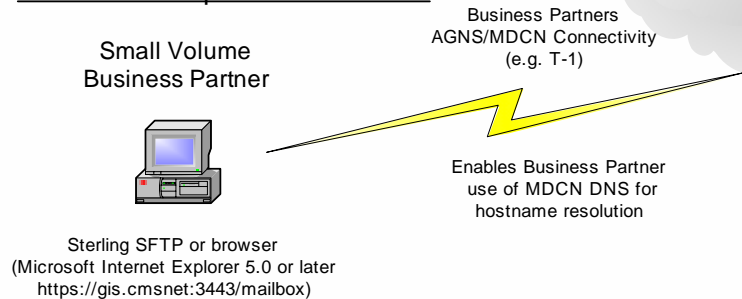 Small Volume
Business Partner
Business Partners
AGNS/MDCN Connectivity
(e.g. T-1)
Enables Business Partner
use of MDCN DNS for
hostname resolution
Sterling SFTP or browser
(Microsoft Internet Explorer 5.0 or later
https://gis.cmsnet:3443/mailbox)